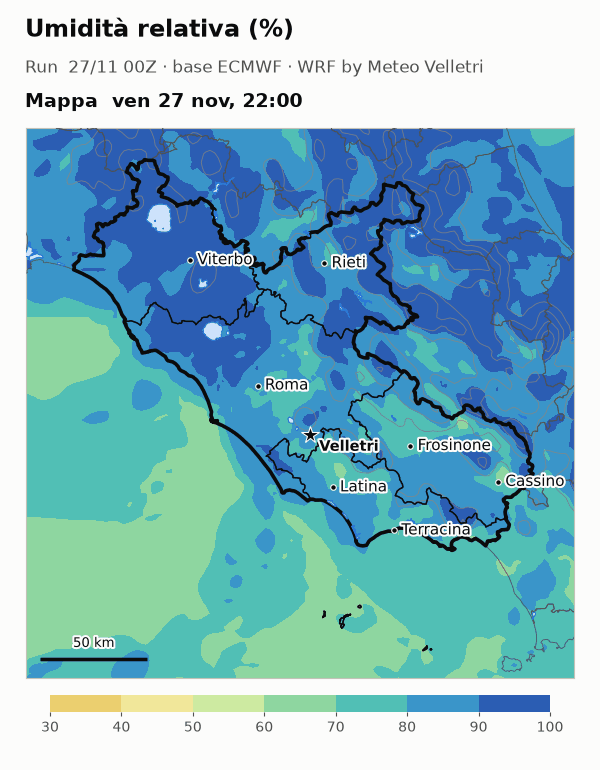 Umidità relativa (%)
Run  27/11 00Z · base ECMWF · WRF by Meteo Velletri
Mappa  ven 27 nov, 22:00
Viterbo
Rieti
Roma
Velletri
Frosinone
Cassino
Latina
Terracina
50 km
30 40 50 60 70 80 90 100